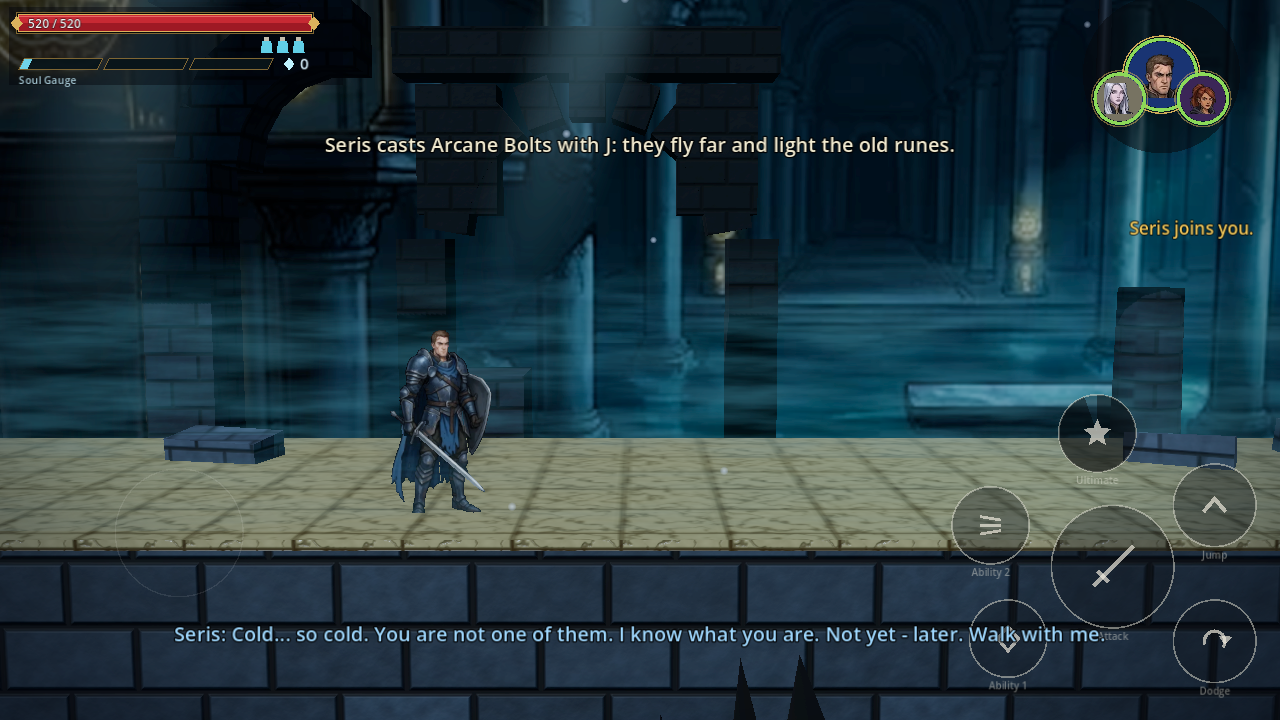 520 / 520
0
Soul Gauge
Seris casts Arcane Bolts with J: they fly far and light the old runes.
Seris joins you.
Ultimate
Jump
Ability 2
Attack
Seris: Cold... so cold. You are not one of them. I know what you are. Not yet - later. Walk with me.
Ability 1
Dodge